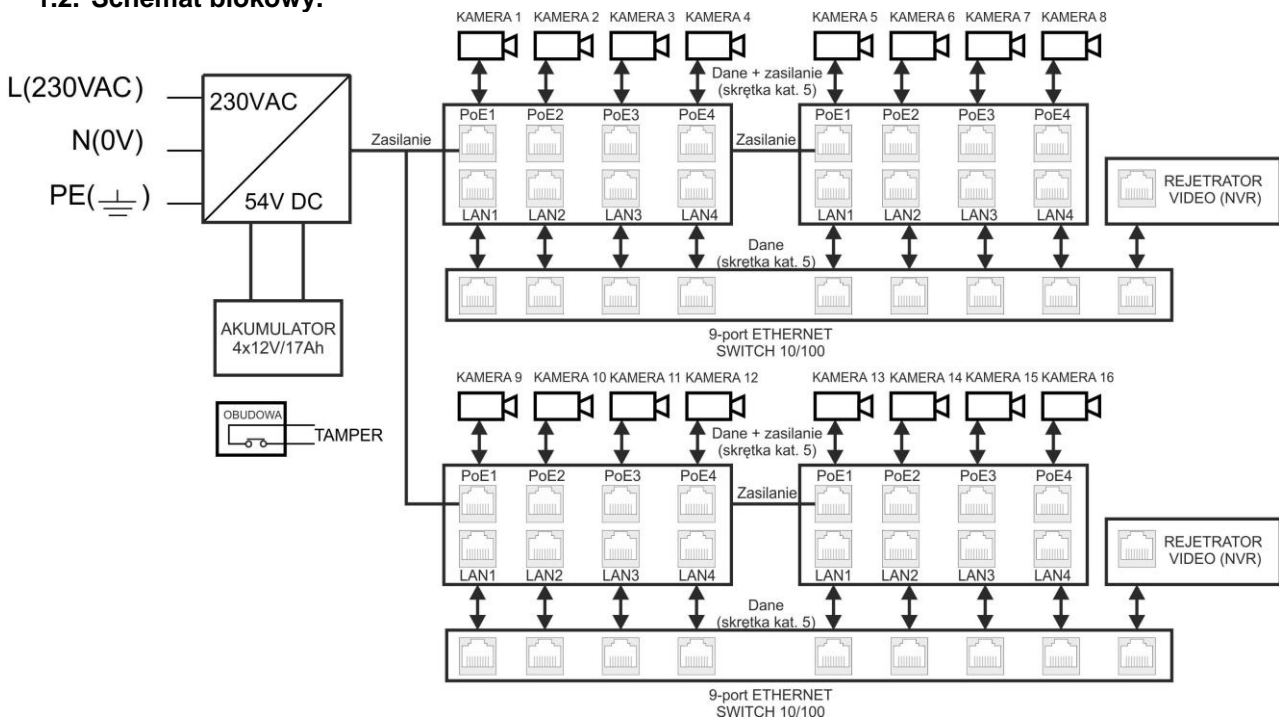 1.2. Schemat blokowy.
KAMERA 1 KAMERA 2 KAMERA 3 KAMERA 4 KAMERA 5 KAMERA 6 KAMERA 7 KAMERA 8
L(230VAC)
N(0V)
PE( )
230VAC
54V DC
Zasilanie
AKUMULATOR
4x12V/17Ah
OBUDOWA
TAMPER
Dane + zasilanie
(skrętka kat. 5)
PoE1 PoE2 PoE3 PoE4
Zasilanie
PoE1 PoE2 PoE3 PoE4
LAN1 LAN2 LAN3 LAN4
LAN1 LAN2 LAN3 LAN4
REJETRATOR
VIDEO (NVR)
Dane
(skrętka kat. 5)
9-port ETHERNET
SWITCH 10/100
KAMERA 9 KAMERA 10 KAMERA 11 KAMERA 12 KAMERA 13 KAMERA 14 KAMERA 15 KAMERA 16
Dane + zasilanie
(skrętka kat. 5)
PoE1 PoE2 PoE3 PoE4
Zasilanie
PoE1 PoE2 PoE3 PoE4
LAN1 LAN2 LAN3 LAN4
LAN1 LAN2 LAN3 LAN4
REJETRATOR
VIDEO (NVR)
Dane
(skrętka kat. 5)
9-port ETHERNET
SWITCH 10/100